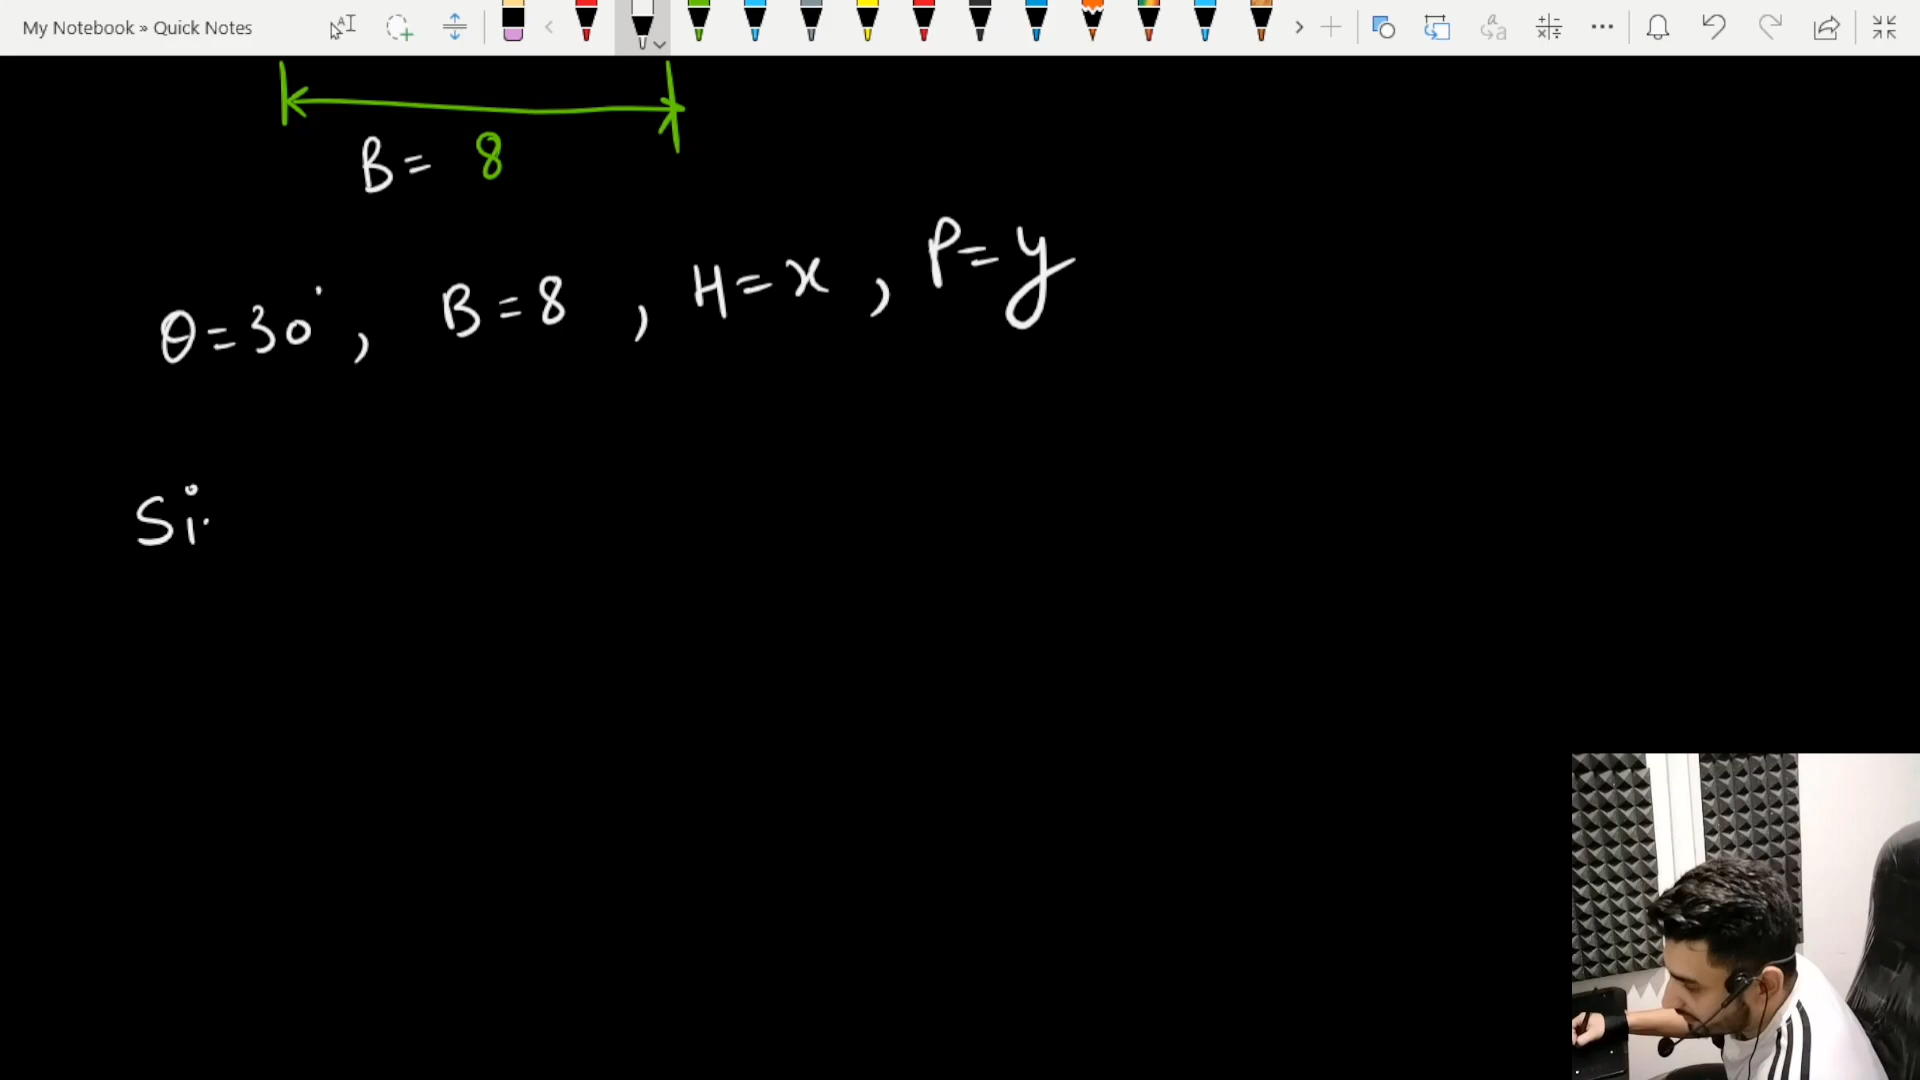 My Notebook » Quick Notes
B = 8
θ = 30°, B = 8 , H = x , P = y
Si